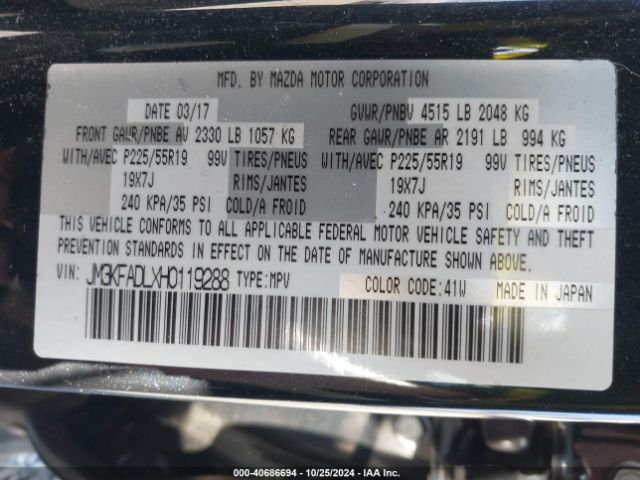 MFD. BY MAZDA MOTOR CORPORATION
DATE 03/17 GVWR/PNBV 4515 LB 2048 KG
FRONT GAWR/PNBE AV 2330 LB 1057 KG REAR GAWR/PNBE AR 2191 LB 994 KG
WITH/AVEC P225/55R19 99V TIRES/PNEUS WITH/AVEC P225/55R19 99V TIRES/PNEUS
19X7J RIMS/JANTES 19X7J RIMS/JANTES
240 KPA/35 PSI COLD/A FROID 240 KPA/35 PSI COLD/A FROID
THIS VEHICLE CONFORMS TO ALL APPLICABLE FEDERAL MOTOR VEHICLE SAFETY AND THEFT
PREVENTION STANDARDS IN EFFECT ON THE DATE OF MANUFACTURE SHOWN ABOVE.
VIN: JM3KFADLXH0119288 TYPE:MPV COLOR CODE:41W MADE IN JAPAN
000-40686694 - 10/25/2024 - IAA Inc.